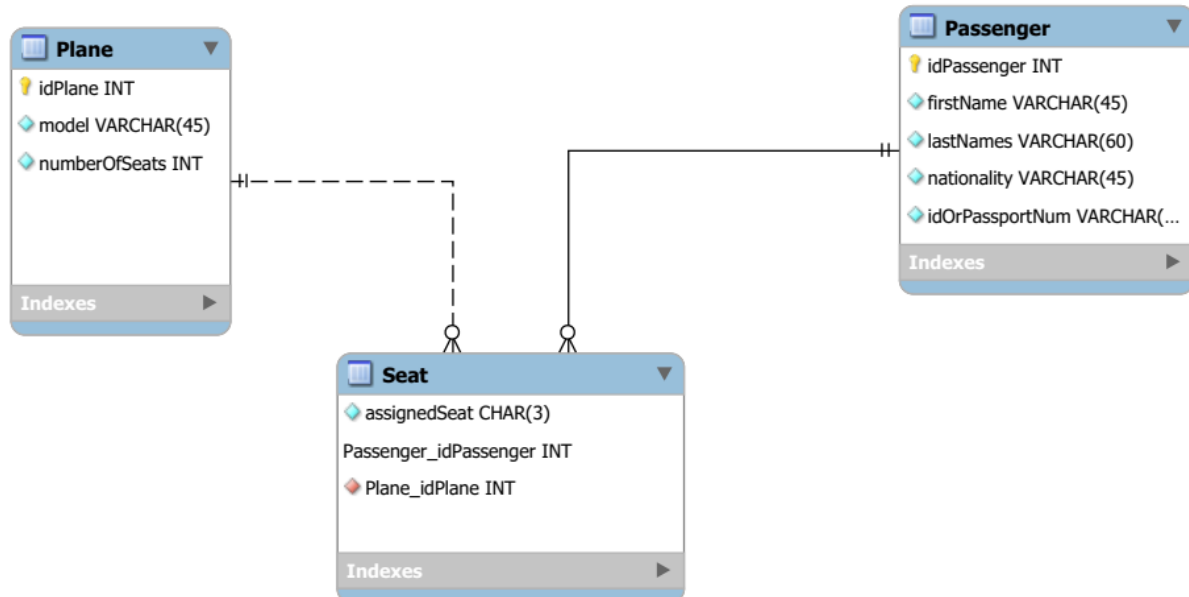 Plane
idPlane INT
model VARCHAR(45)
numberOfSeats INT
Indexes
Passenger
idPassenger INT
firstName VARCHAR(45)
lastNames VARCHAR(60)
nationality VARCHAR(45)
idOrPassportNum VARCHAR(...
Indexes
Seat
assignedSeat CHAR(3)
Passenger_idPassenger INT
Plane_idPlane INT
Indexes